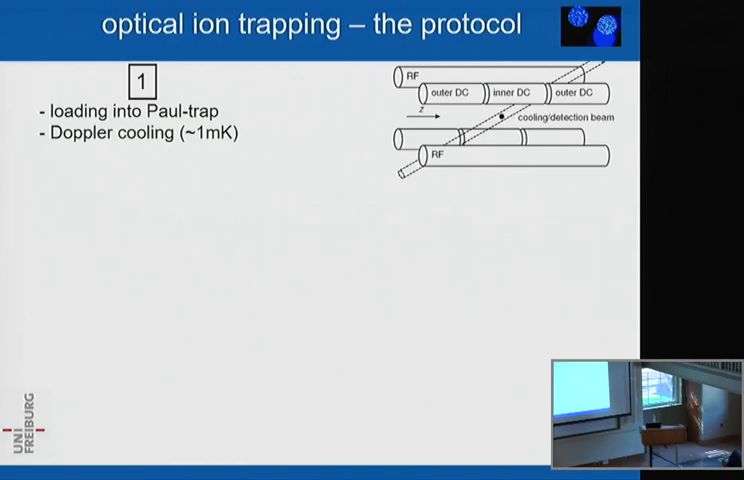 optical ion trapping – the protocol
1
- loading into Paul-trap
- Doppler cooling (~1mK)
RF
outer DC
inner DC
outer DC
z
cooling/detection beam
RF
UNI
FREIBURG